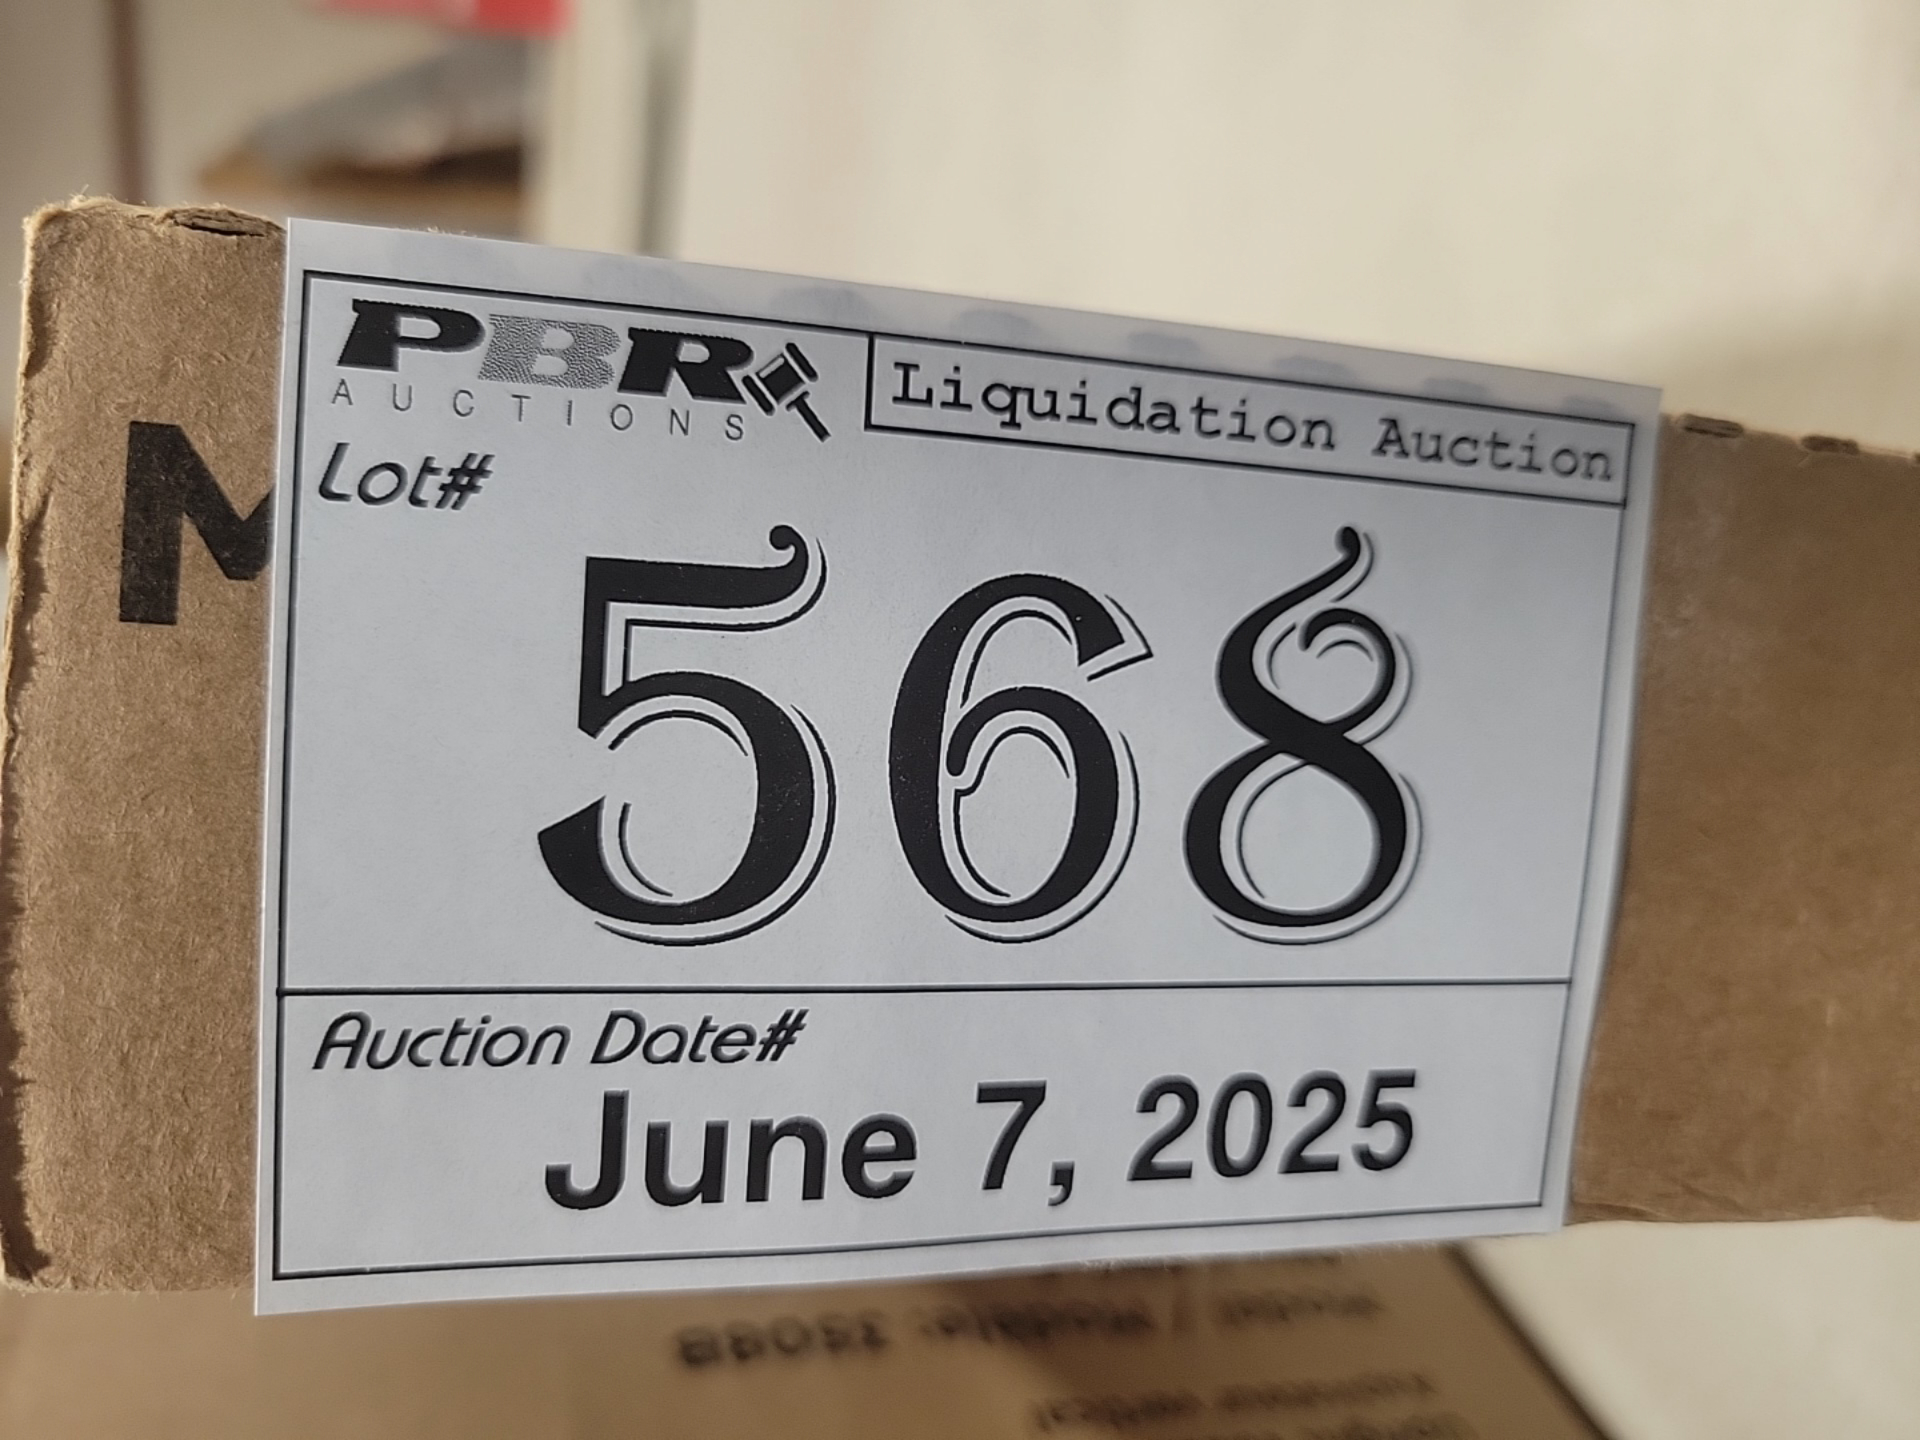 PBR
AUCTIONS
Liquidation Auction
Lot#
M
568
Auction Date#
June 7, 2025